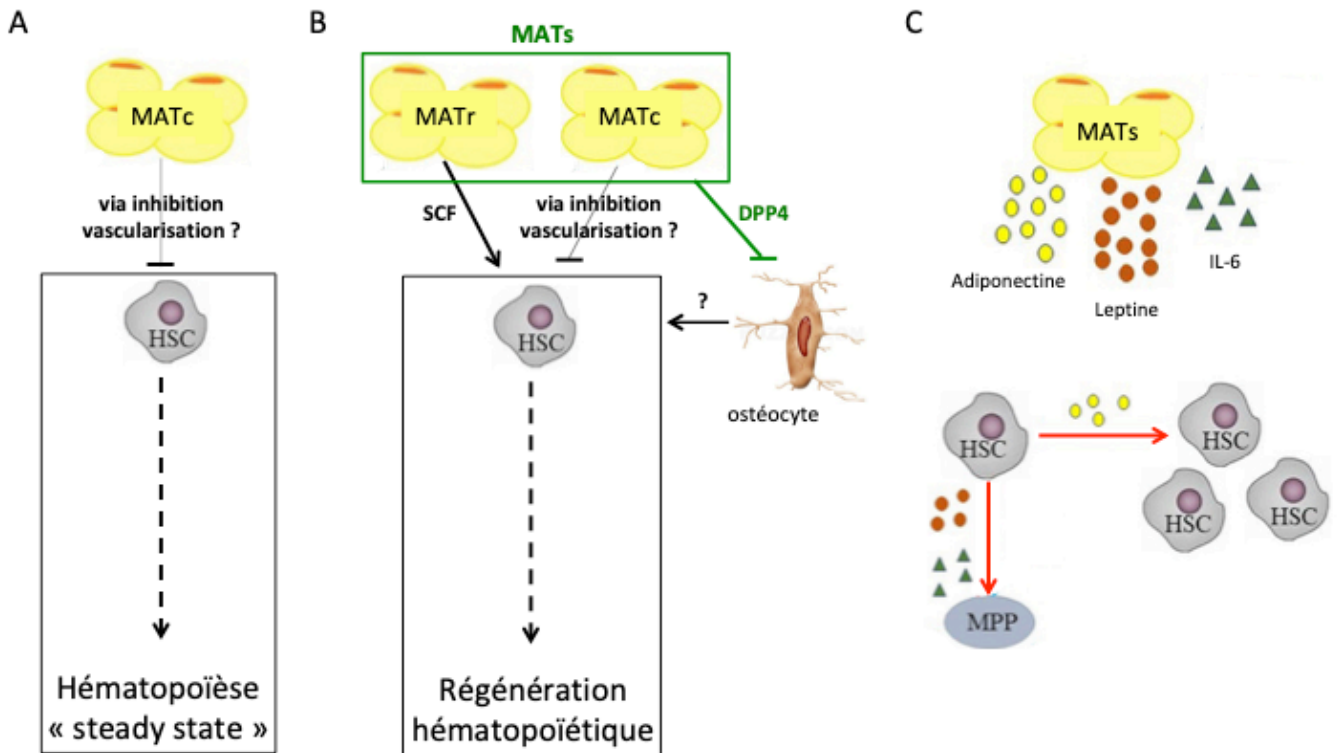 A
MATc
via inhibition
vascularisation ?
HSC
Hématopoïèse
« steady state »
B
MATs
MATr
MATc
SCF
via inhibition
vascularisation ?
DPP4
HSC
?
ostéocyte
Régénération
hématopoïétique
C
MATs
Adiponectine
Leptine
IL-6
HSC
HSC
HSC
HSC
MPP